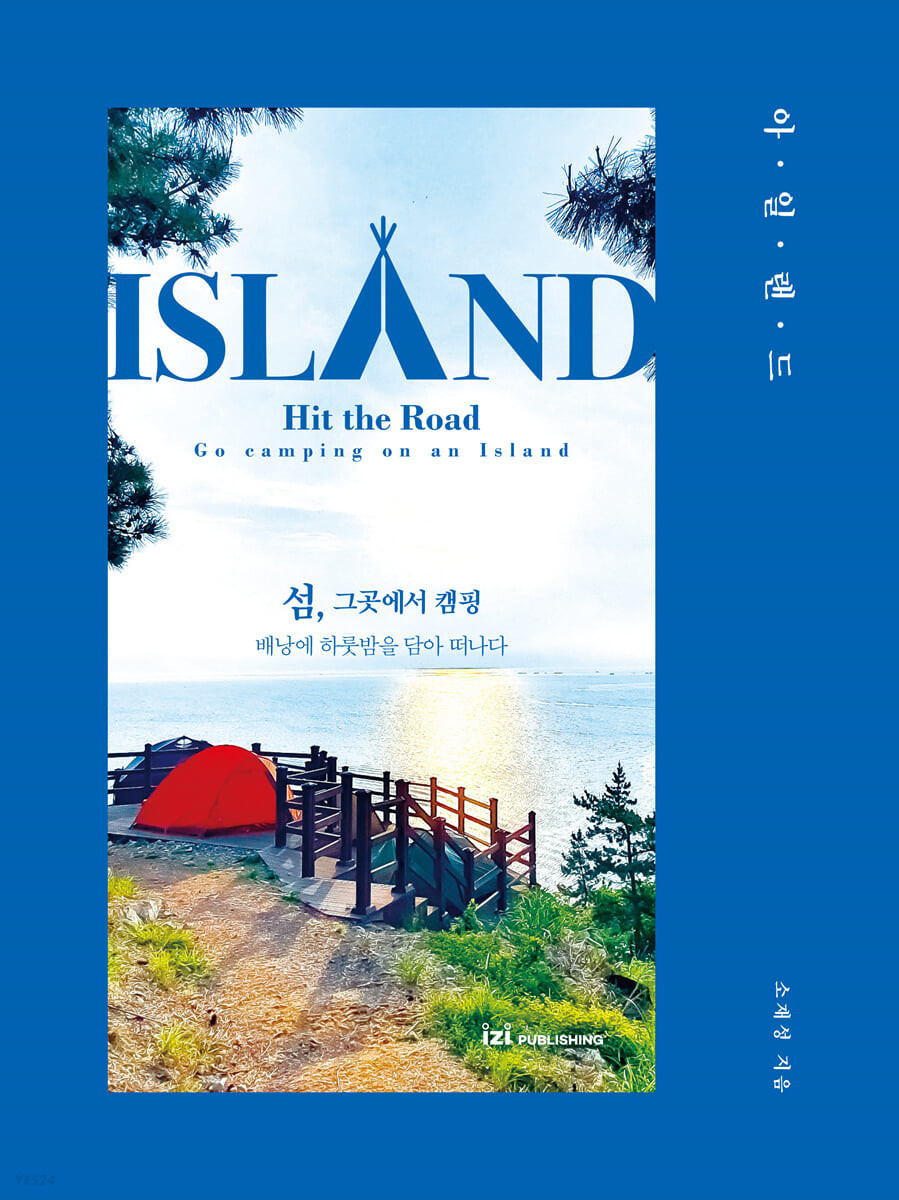 ISLAND
Hit the Road
Go camping on an Island
섬, 그곳에서 캠핑
배낭에 하룻밤을 담아 떠나다
izi PUBLISHING
아·일·랜·드
소재성 지음
YES24